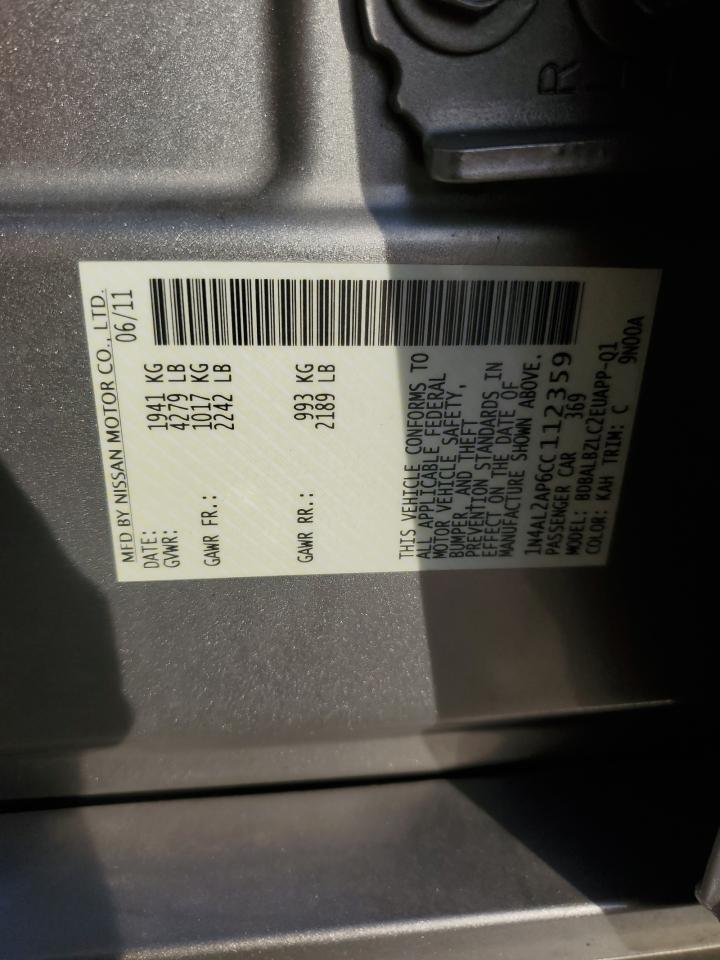 MFD BY NISSAN MOTOR CO., LTD.
DATE: 06/11
GVWR: 1941 KG
4279 LB
GAWR FR.: 1017 KG
2242 LB
GAWR RR.: 993 KG
2189 LB
THIS VEHICLE CONFORMS TO
ALL APPLICABLE FEDERAL
MOTOR VEHICLE SAFETY,
BUMPER, AND THEFT
PREVENTION STANDARDS IN
EFFECT ON THE DATE OF
MANUFACTURE SHOWN ABOVE.
1N4AL2AP6CC112359
PASSENGER CAR 369
MODEL: BDBALBZLC2EUAPP-Q1
COLOR: KAH TRIM: C 9N00A
R